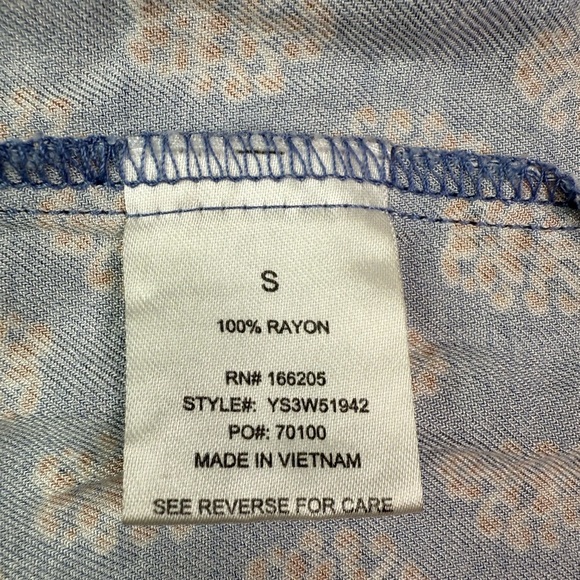 S
100% RAYON
RN# 166205
STYLE#: YS3W51942
PO#: 70100
MADE IN VIETNAM
SEE REVERSE FOR CARE